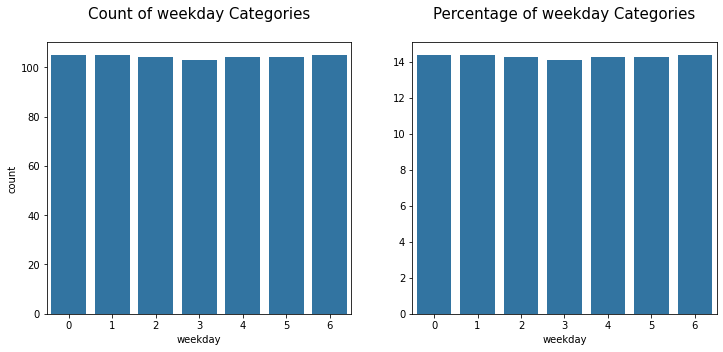 Count of weekday Categories
100
80
60
40
20
0
count
0 1 2 3 4 5 6
weekday
Percentage of weekday Categories
14
12
10
8
6
4
2
0
0 1 2 3 4 5 6
weekday